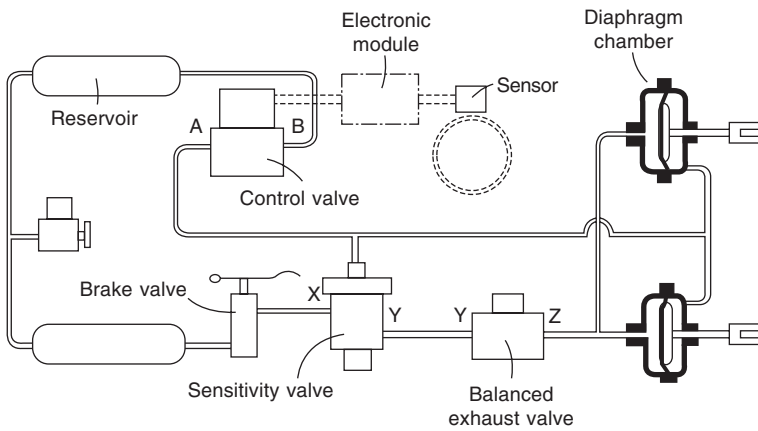 Electronic
module
Diaphragm
chamber
Sensor
Reservoir
A
B
Control valve
Brake valve
X
Y
Y
Z
Sensitivity valve
Balanced
exhaust valve